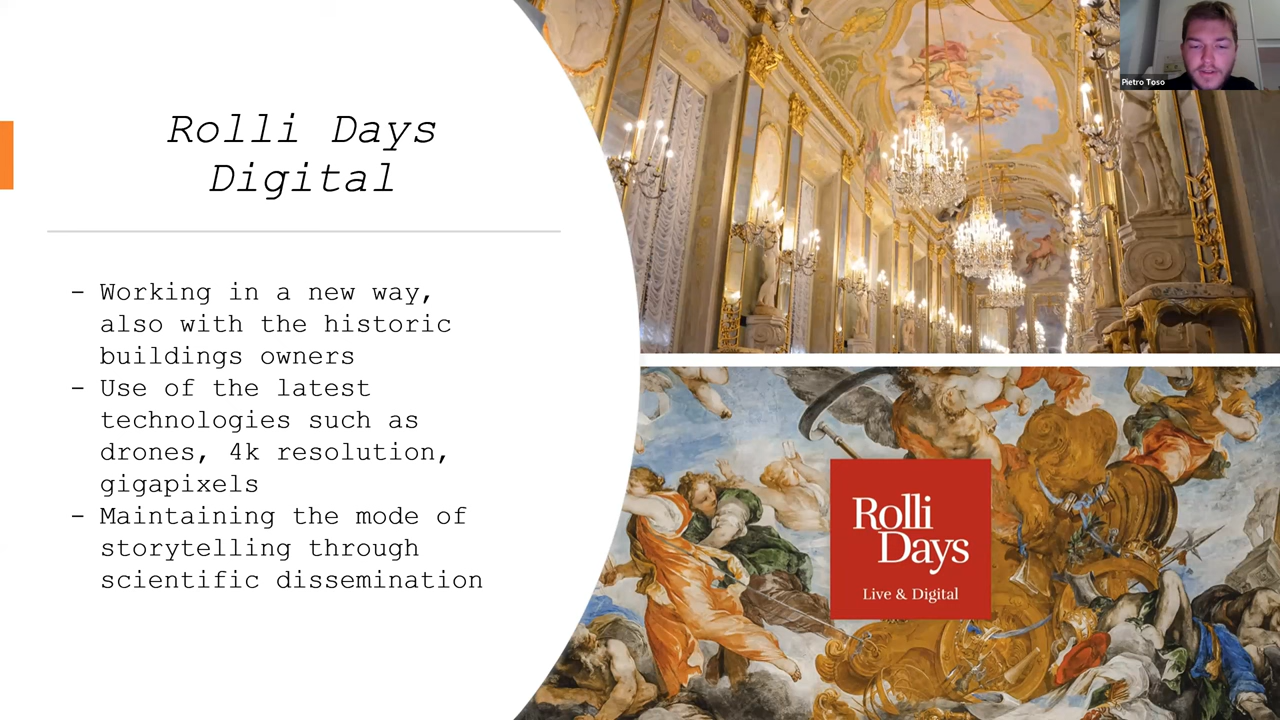 Rolli Days
Digital
- Working in a new way,
also with the historic
buildings owners
- Use of the latest
technologies such as
drones, 4k resolution,
gigapixels
- Maintaining the mode of
storytelling through
scientific dissemination
Pietro Toso
Rolli
Days
Live & Digital